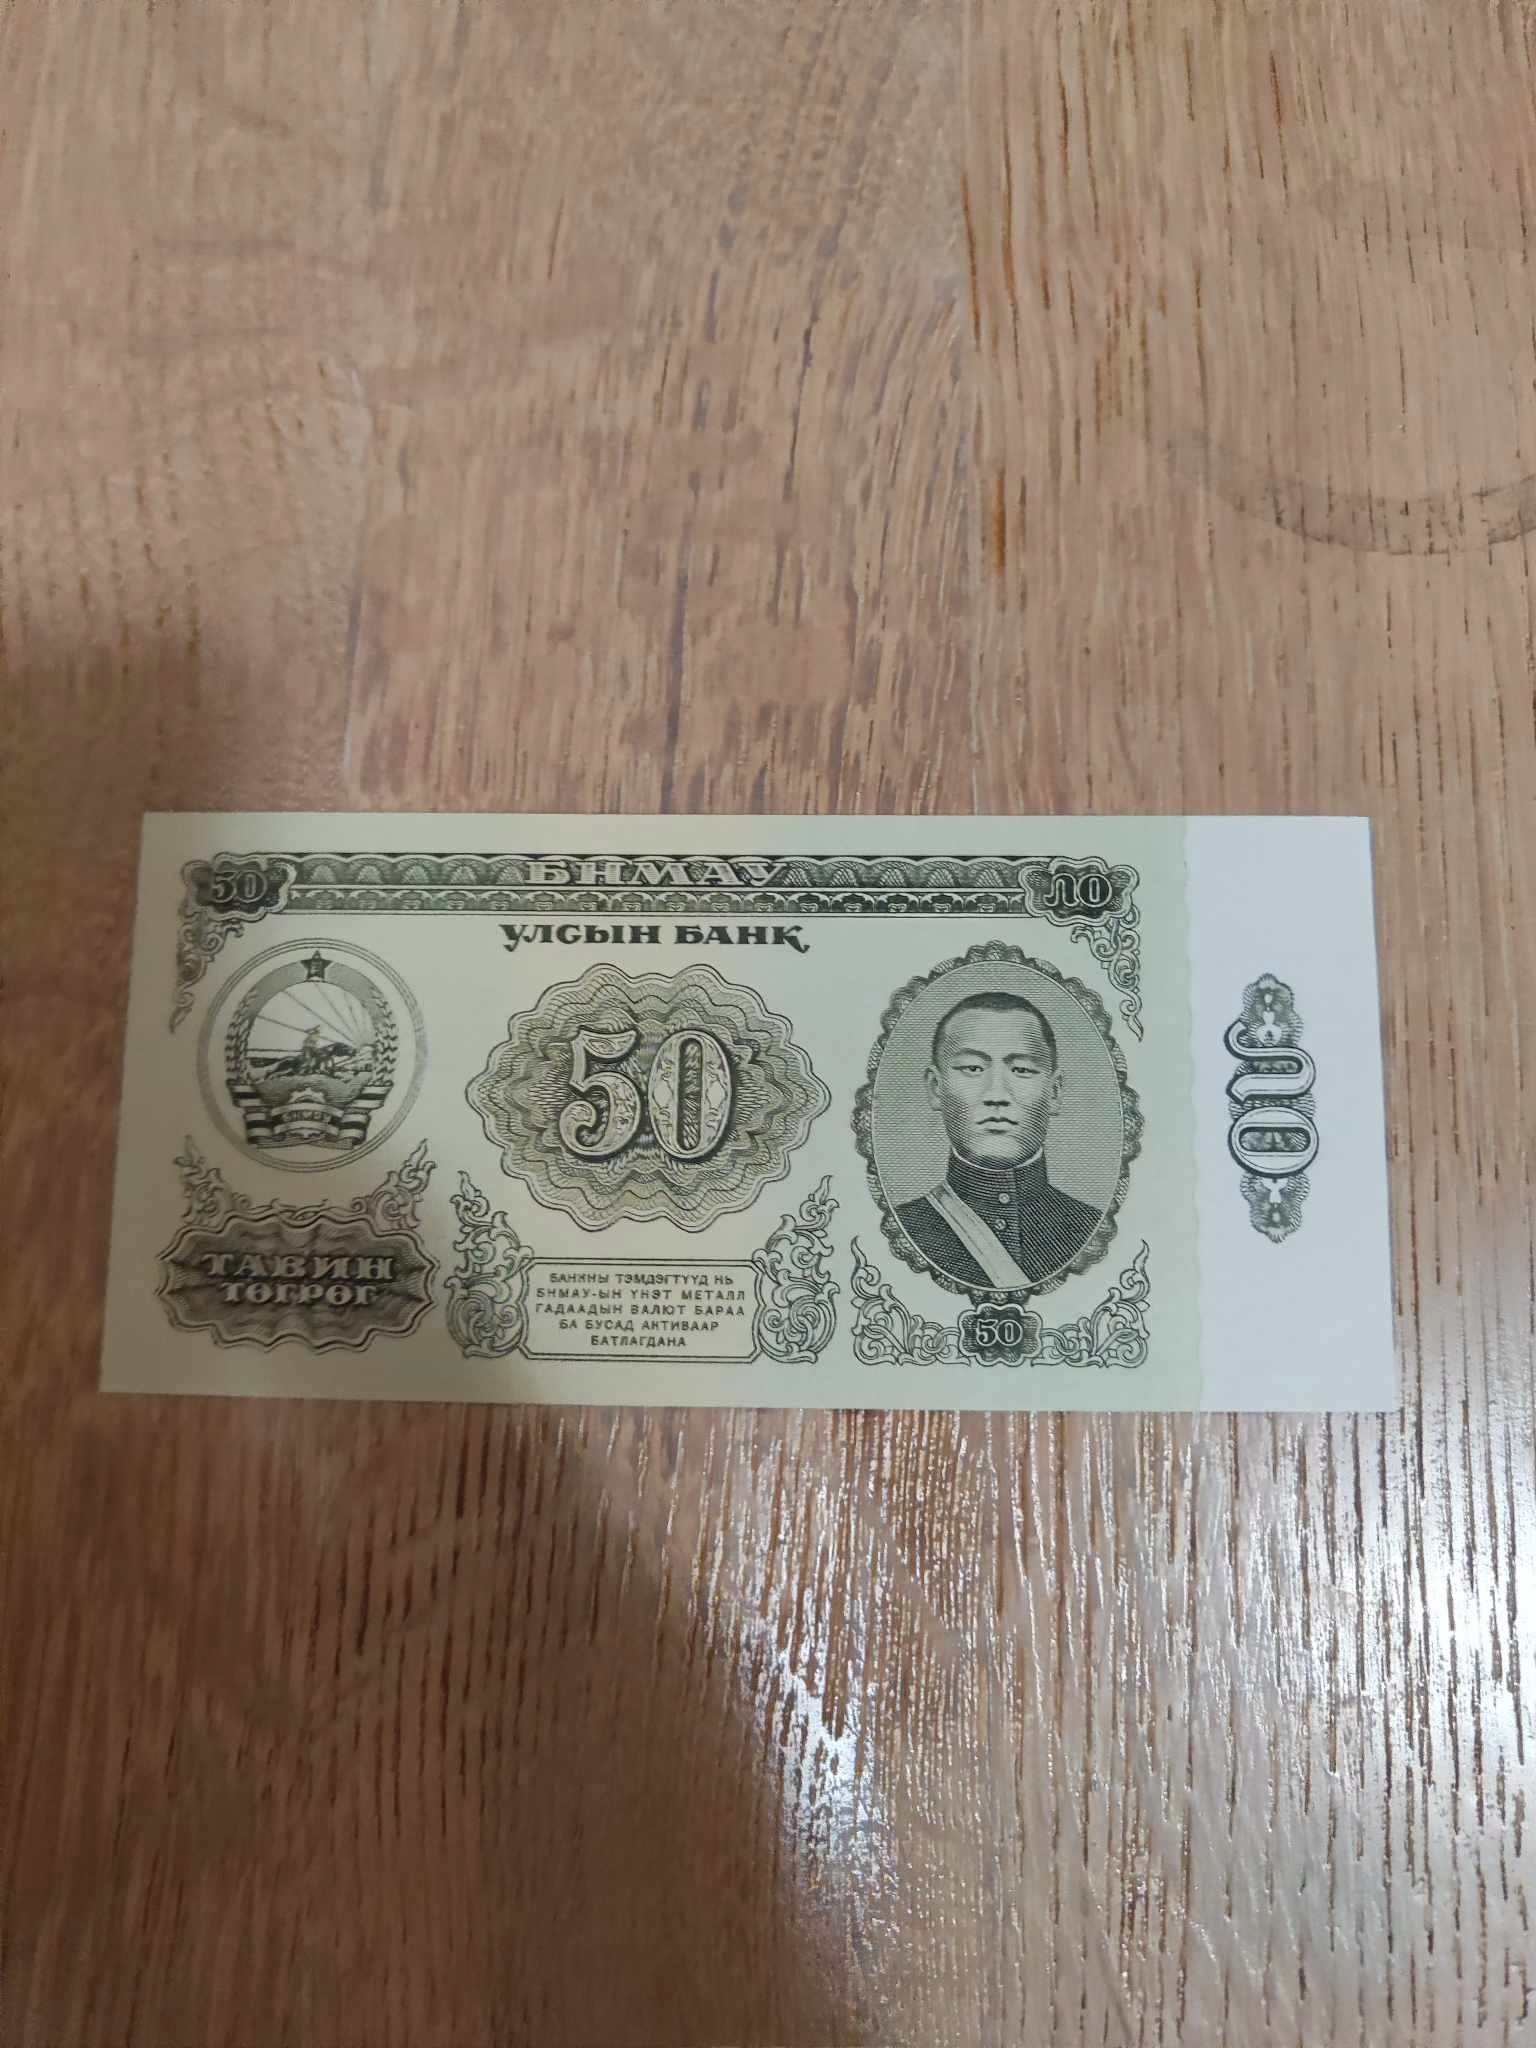 50 БНМАУ ЛО
УЛСЫН БАНК
50
БНМАУ
ТАВИН
ТӨГРӨГ
БАНКНЫ ТЭМДЭГТҮҮД НЬ
БНМАУ-ЫН ҮНЭТ МЕТАЛЛ
ГАДААДЫН ВАЛЮТ БАРАА
БА БУСАД АКТИВААР
БАТЛАГДАНА
50
50